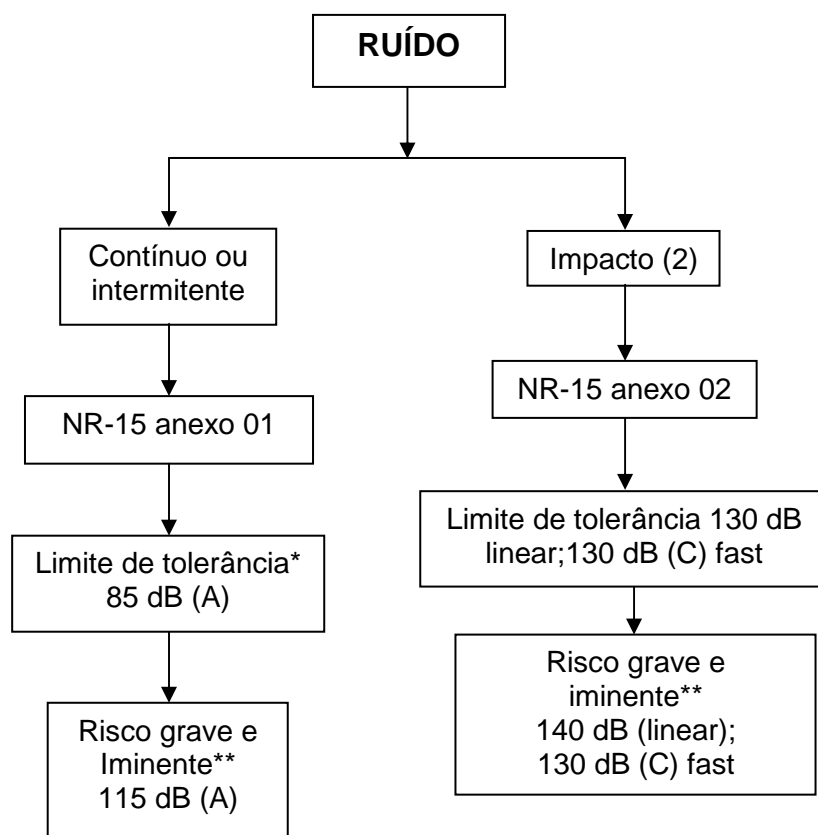 RUÍDO
Contínuo ou
intermitente
NR-15 anexo 01
Limite de tolerância*
85 dB (A)
Risco grave e
Iminente**
115 dB (A)
Impacto (2)
NR-15 anexo 02
Limite de tolerância 130 dB
linear;130 dB (C) fast
Risco grave e
iminente**
140 dB (linear);
130 dB (C) fast